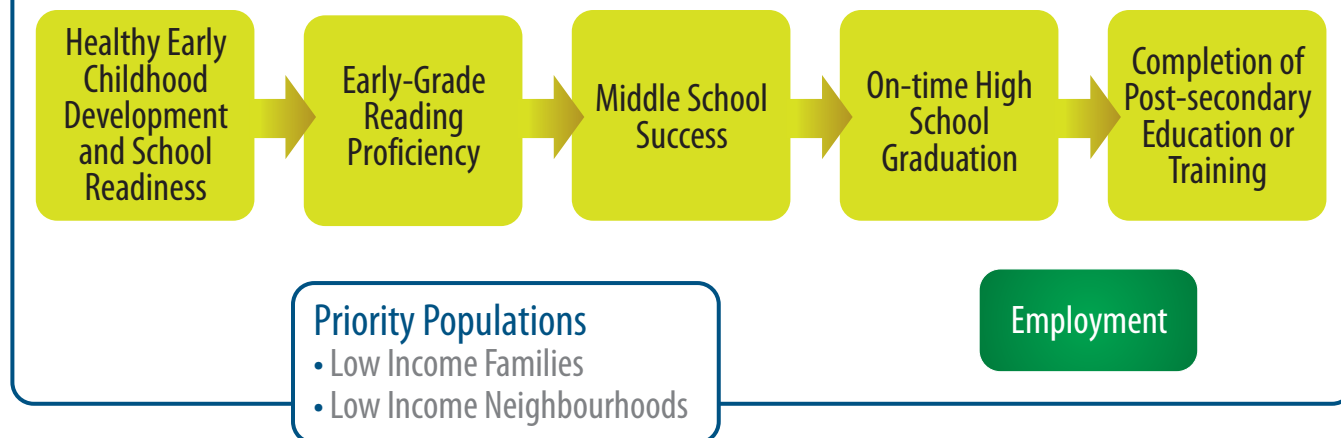 Healthy Early
Childhood
Development
and School
Readiness
Early-Grade
Reading
Proficiency
Middle School
Success
On-time High
School
Graduation
Completion of
Post-secondary
Education or
Training
Priority Populations
• Low Income Families
• Low Income Neighbourhoods
Employment